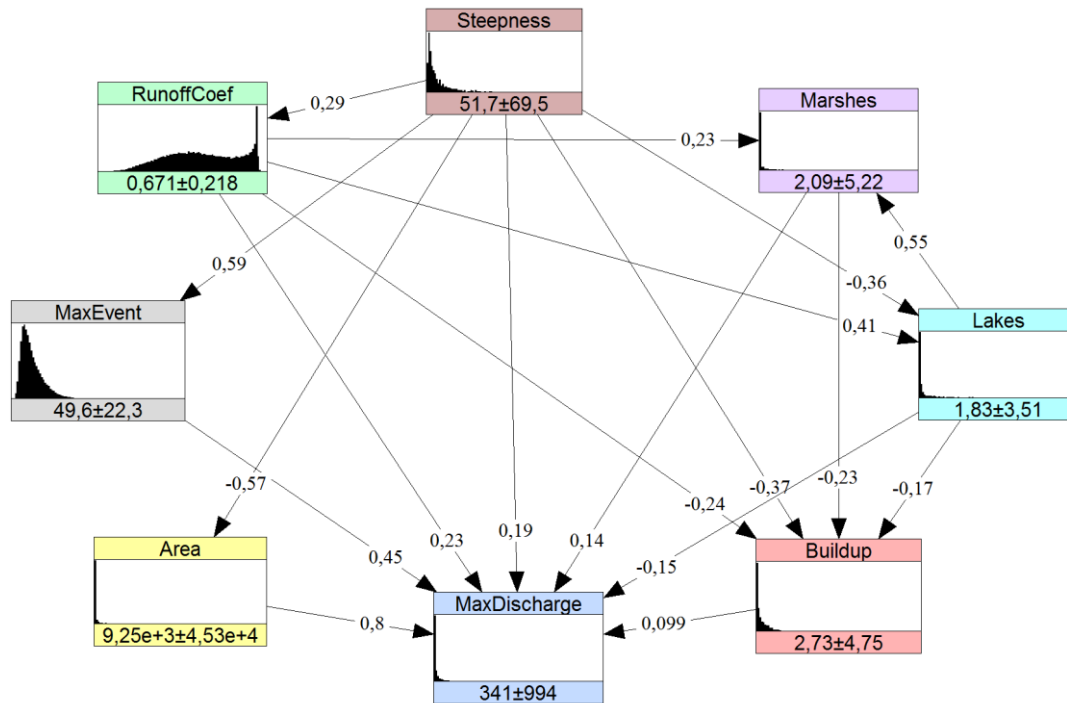 Steepness
51,7±69,5
RunoffCoef
0,671±0,218
0,29
Marshes
2,09±5,22
0,23
0,55
0,59
-0,36
MaxEvent
49,6±22,3
Lakes
1,83±3,51
0,41
-0,57
-0,24
-0,37
-0,23
-0,17
Area
9,25e+3±4,53e+4
0,45
0,23
0,19
0,14
-0,15
Buildup
2,73±4,75
MaxDischarge
341±994
0,8
0,099